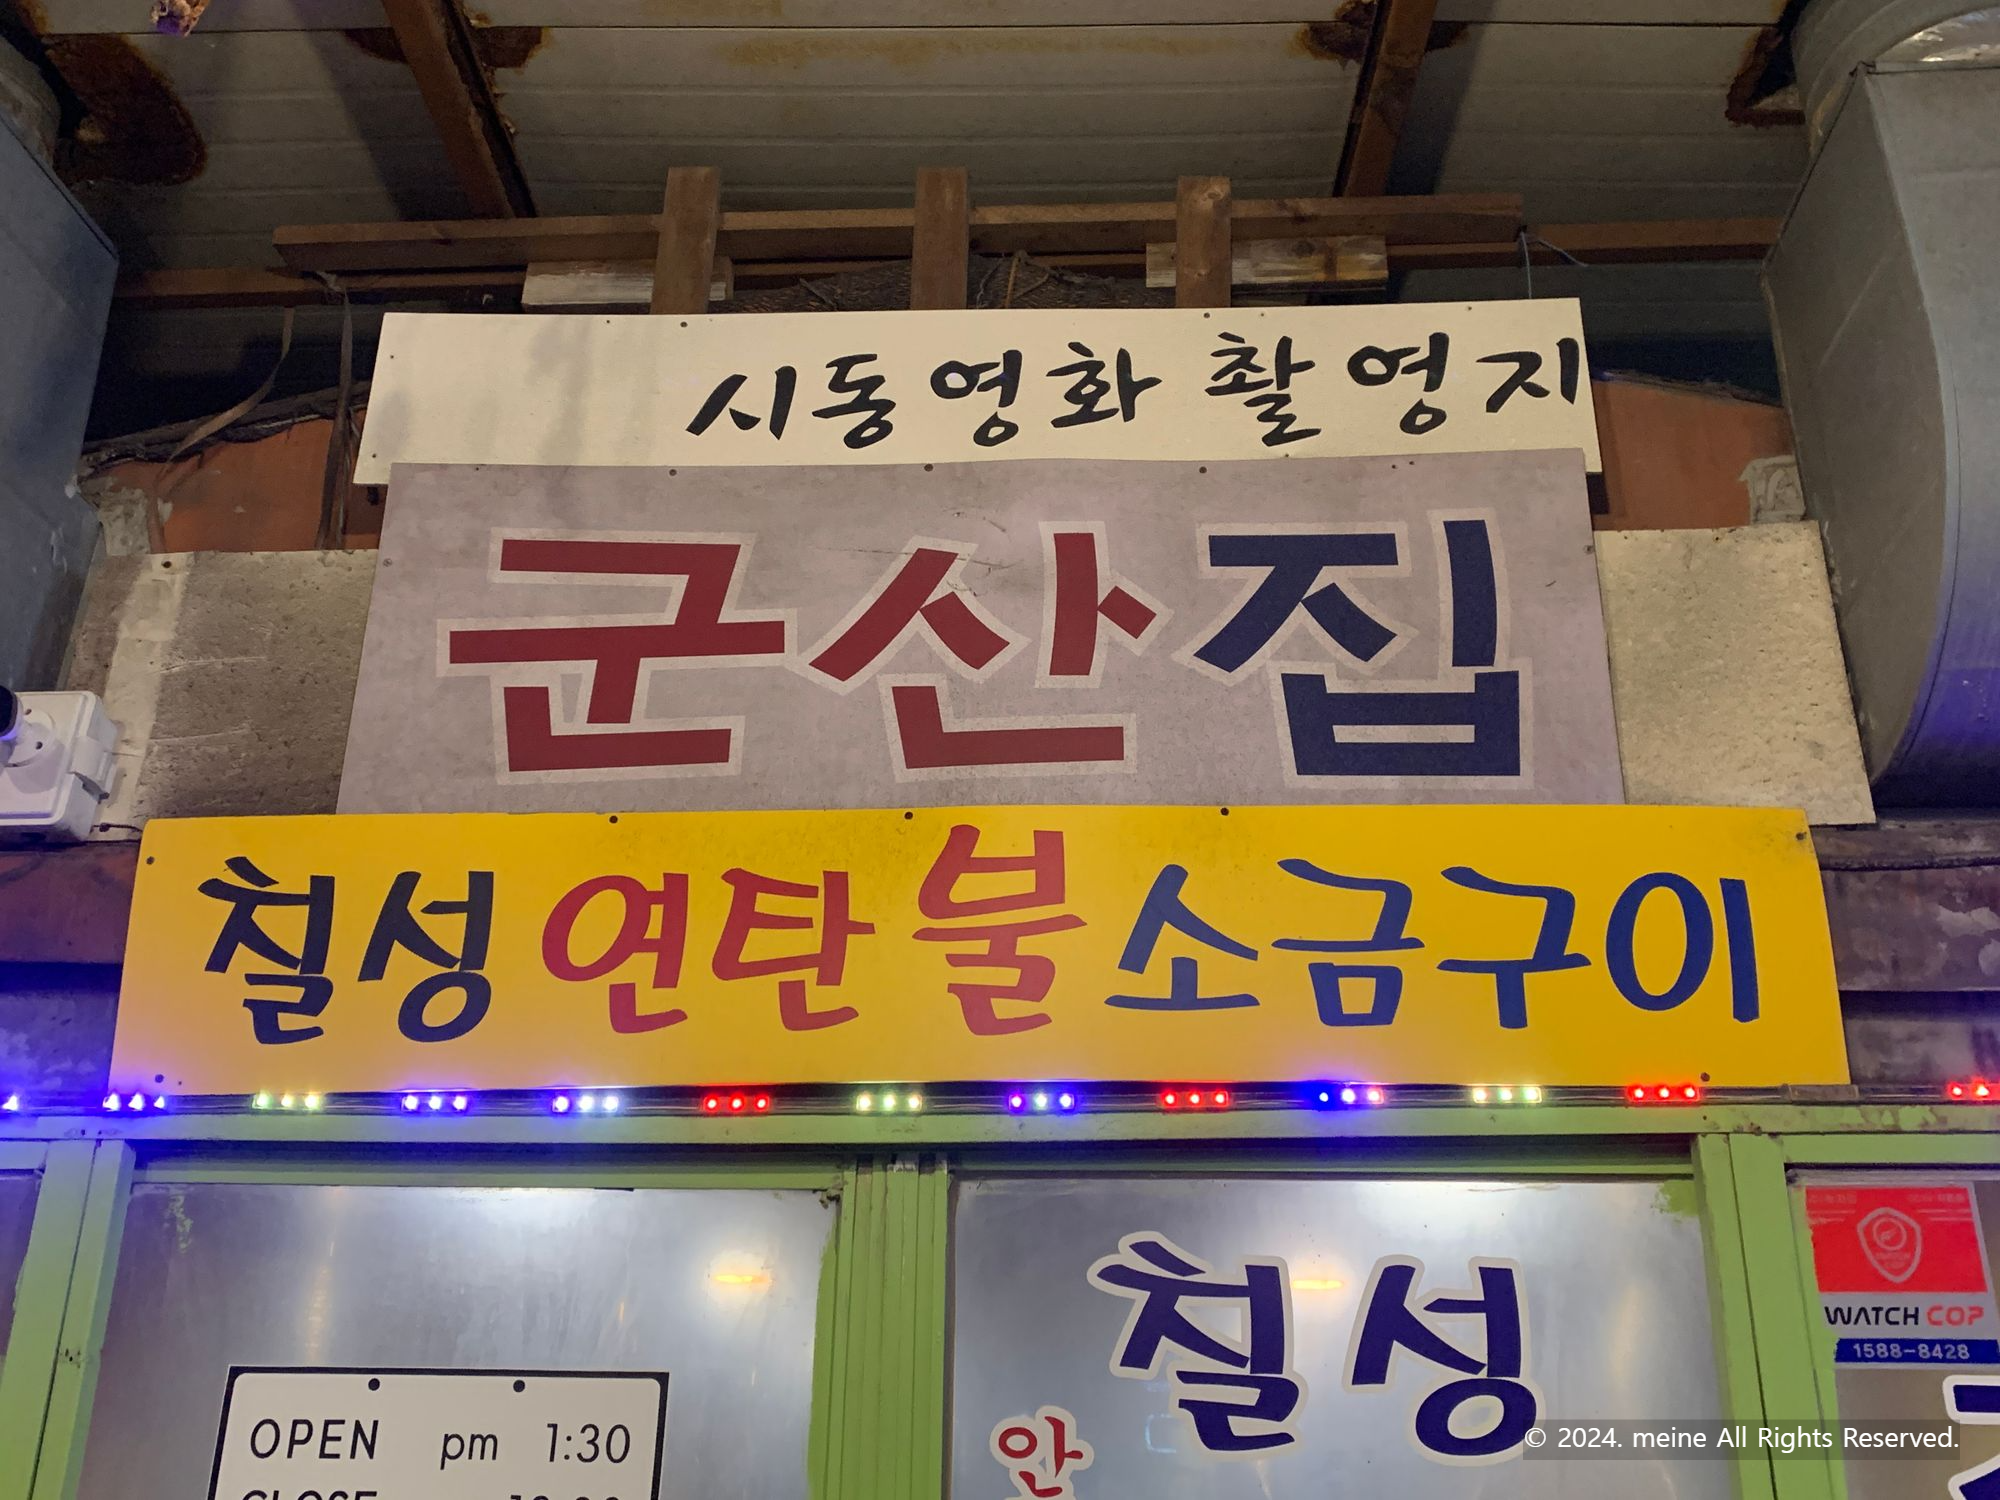 시동영화 촬영지
군산집
칠성 연탄불 소금구이
칠성
WATCH COP
1588-8428
OPEN pm 1:30
안
© 2024. meine All Rights Reserved.